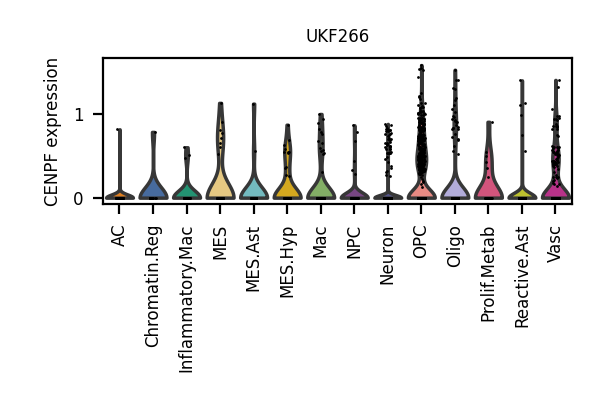 UKF266
CENPF expression
1
0
AC
Chromatin.Reg
Inflammatory.Mac
MES
MES.Ast
MES.Hyp
Mac
NPC
Neuron
OPC
Oligo
Prolif.Metab
Reactive.Ast
Vasc